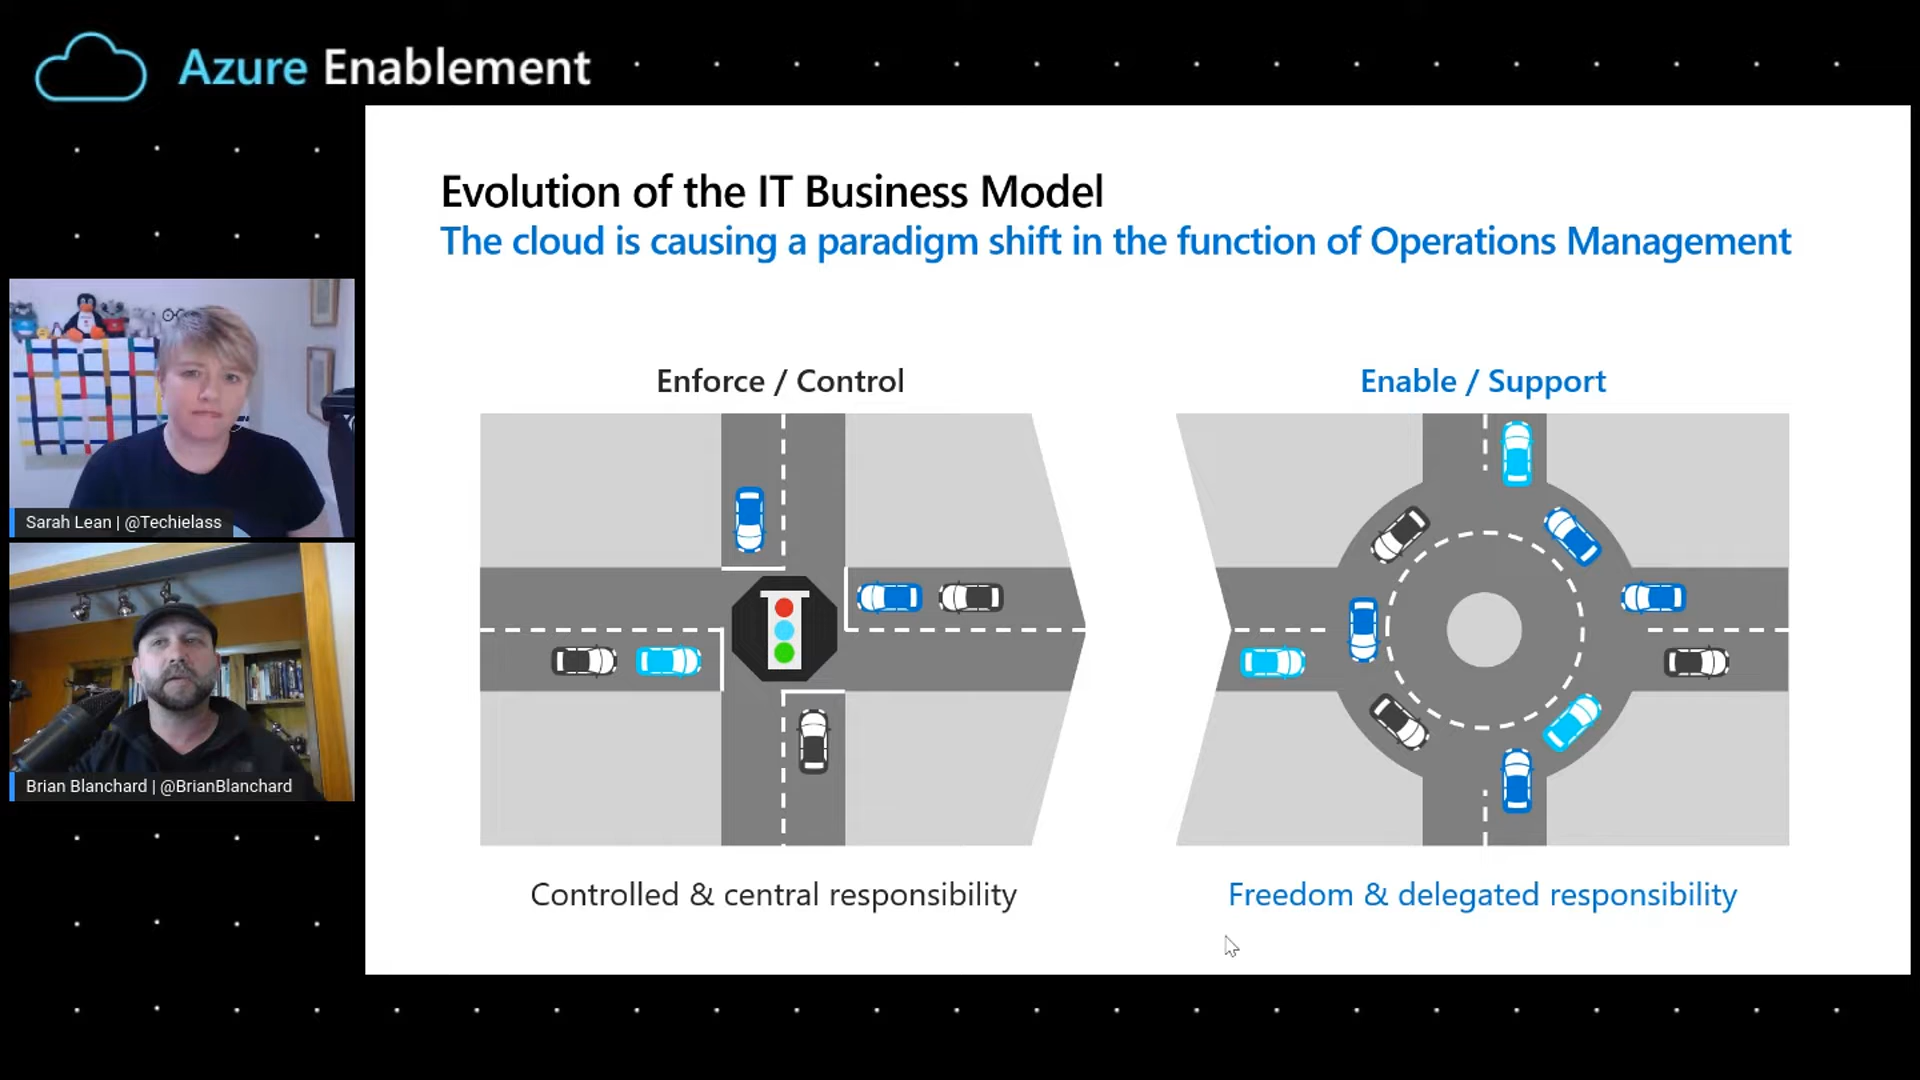 Azure Enablement
Evolution of the IT Business Model
The cloud is causing a paradigm shift in the function of Operations Management
Enforce / Control
Enable / Support
Sarah Lean | @Techielass
Brian Blanchard | @BrianBlanchard
Controlled & central responsibility
Freedom & delegated responsibility